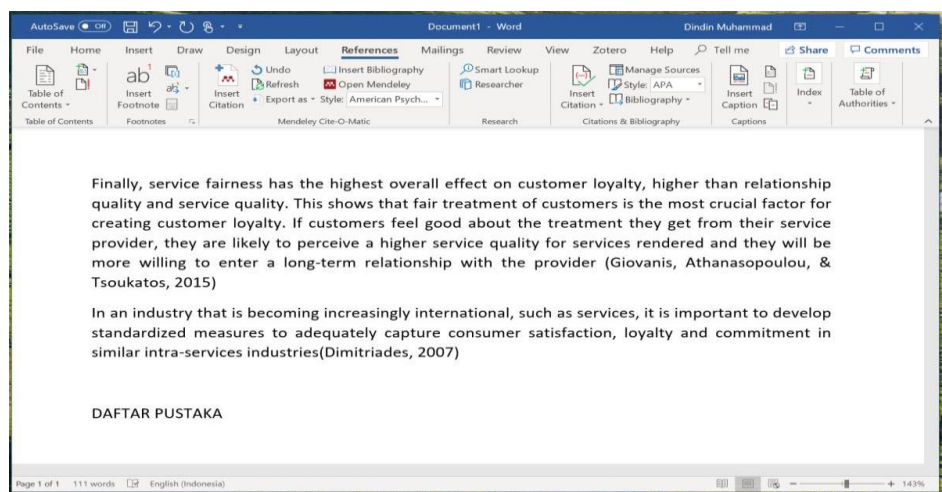 AutoSave Off Document1 - Word Dindin Muhammad
File Home Insert Draw Design Layout References Mailings Review View Zotero Help Tell me Share Comments
Table of Contents
Insert Footnote
ab
Insert Citation
Undo
Refresh
Export as
Insert Bibliography
Open Mendeley
Style: American Psych...
Smart Lookup
Researcher
Insert Citation
Manage Sources
Style: APA
Bibliography
Insert Caption
Index
Table of Authorities
Table of Contents Footnotes Mendeley Cite-O-Matic Research Citations & Bibliography Captions
Finally, service fairness has the highest overall effect on customer loyalty, higher than relationship
quality and service quality. This shows that fair treatment of customers is the most crucial factor for
creating customer loyalty. If customers feel good about the treatment they get from their service
provider, they are likely to perceive a higher service quality for services rendered and they will be
more willing to enter a long-term relationship with the provider (Giovanis, Athanasopoulou, &
Tsoukatos, 2015)
In an industry that is becoming increasingly international, such as services, it is important to develop
standardized measures to adequately capture consumer satisfaction, loyalty and commitment in
similar intra-services industries(Dimitriades, 2007)
DAFTAR PUSTAKA
Page 1 of 1 111 words English (Indonesia) 143%